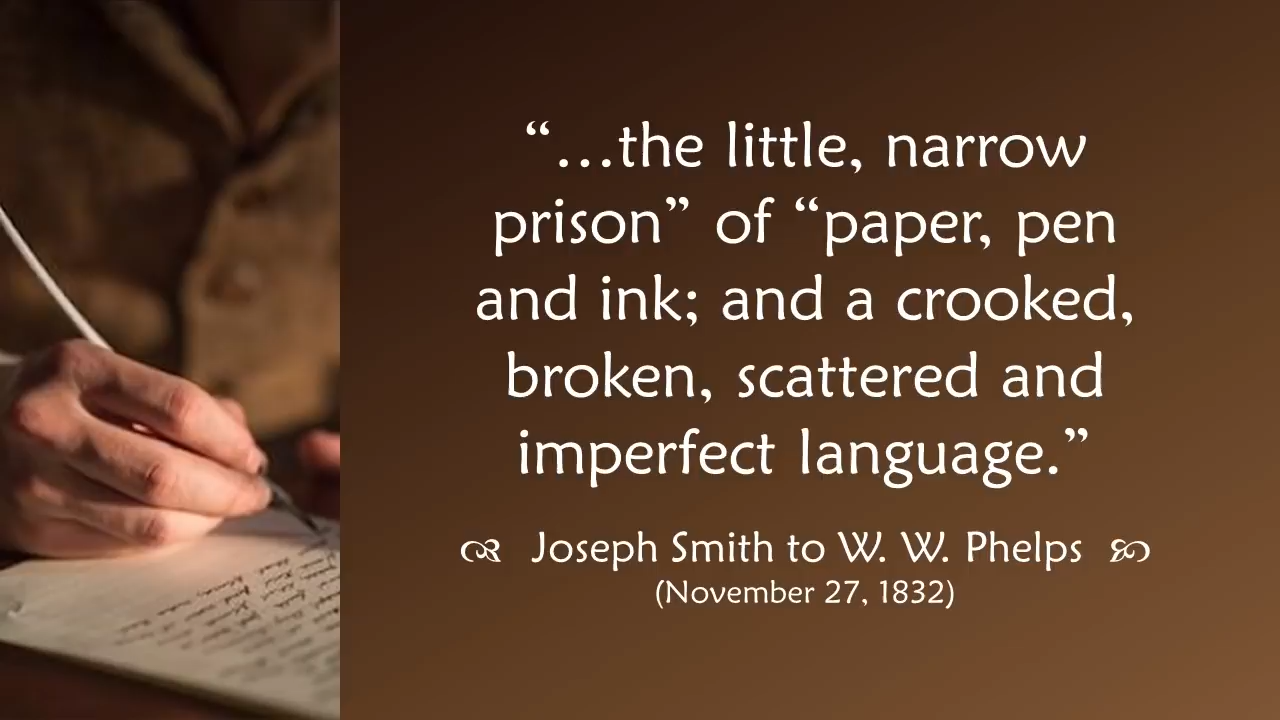 “…the little, narrow
prison” of “paper, pen
and ink; and a crooked,
broken, scattered and
imperfect language.”
Joseph Smith to W. W. Phelps
(November 27, 1832)